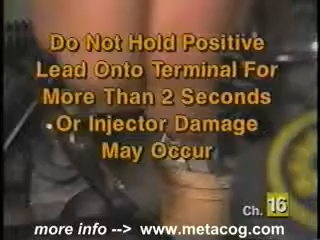 Do Not Hold Positive
Lead Onto Terminal For
More Than 2 Seconds
Or Injector Damage
May Occur
Ch. 16
more info --> www.metacog.com